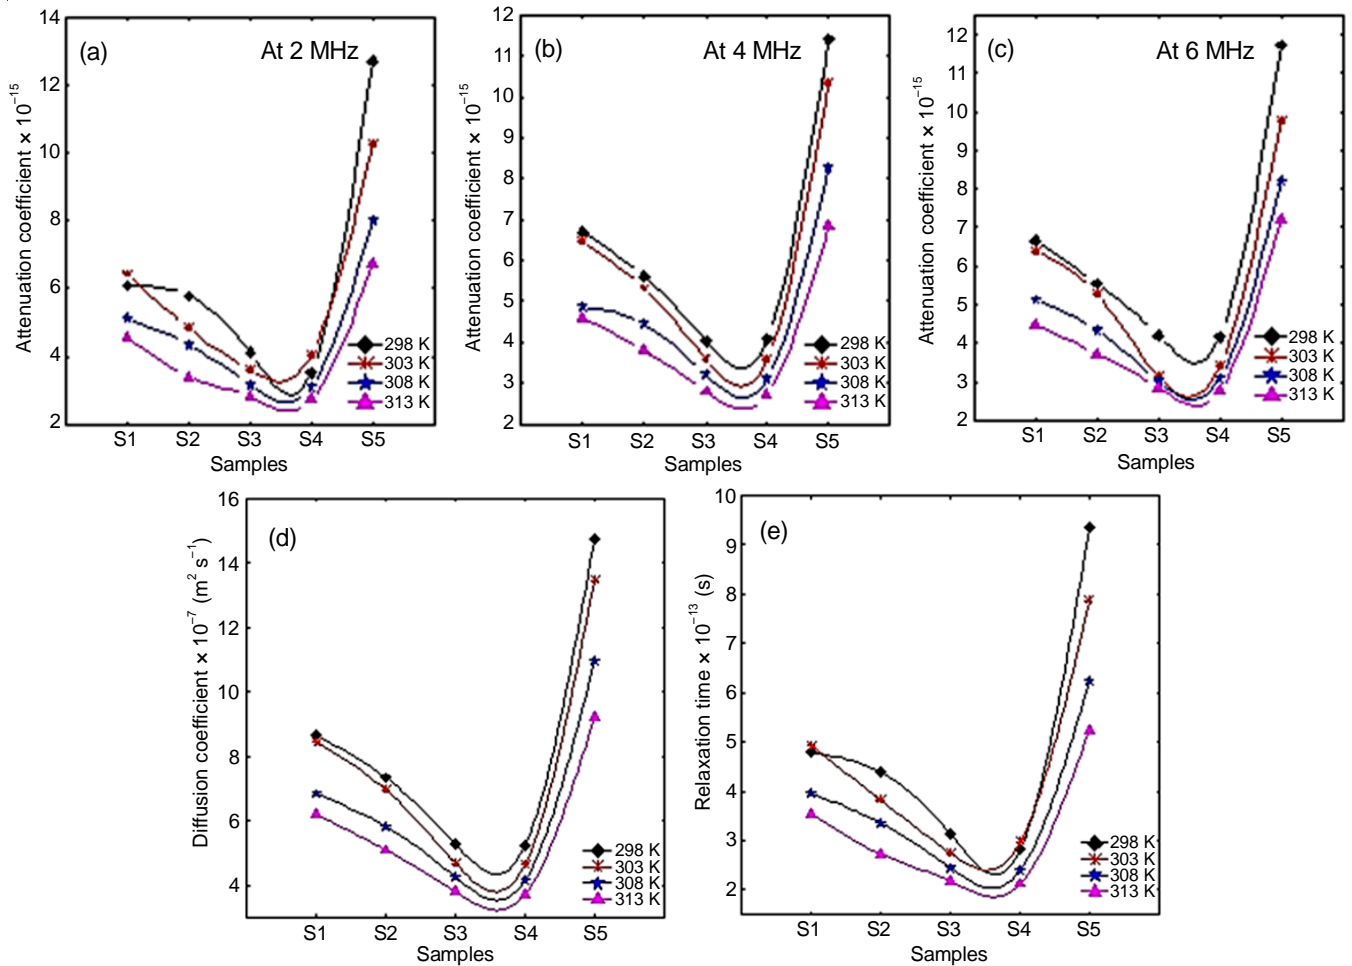 (a)
At 2 MHz
Attenuation coefficient × 10⁻¹⁵
14
12
10
8
6
4
2
298 K
303 K
308 K
313 K
S1 S2 S3 S4 S5
Samples
(b)
At 4 MHz
Attenuation coefficient × 10⁻¹⁵
12
11
10
9
8
7
6
5
4
3
2
298 K
303 K
308 K
313 K
S1 S2 S3 S4 S5
Samples
(c)
At 6 MHz
Attenuation coefficient × 10⁻¹⁵
12
11
10
9
8
7
6
5
4
3
2
298 K
303 K
308 K
313 K
S1 S2 S3 S4 S5
Samples
(d)
Diffusion coefficient × 10⁻⁷ (m² s⁻¹)
16
14
12
10
8
6
4
298 K
303 K
308 K
313 K
S1 S2 S3 S4 S5
Samples
(e)
Relaxation time × 10⁻¹³ (s)
10
9
8
7
6
5
4
3
2
298 K
303 K
308 K
313 K
S1 S2 S3 S4 S5
Samples